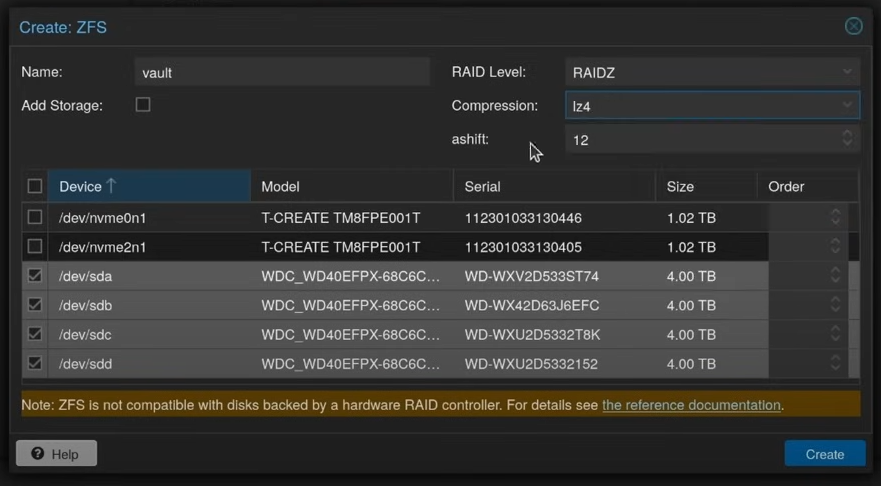 Create: ZFS
Name: vault RAID Level: RAIDZ
Add Storage: Compression: lz4
ashift: 12
Device Model Serial Size Order
/dev/nvme0n1 T-CREATE TM8FPE001T 112301033130446 1.02 TB
/dev/nvme2n1 T-CREATE TM8FPE001T 112301033130405 1.02 TB
/dev/sda WDC_WD40EFPX-68C6C... WD-WXV2D533ST74 4.00 TB
/dev/sdb WDC_WD40EFPX-68C6C... WD-WX42D63J6EFC 4.00 TB
/dev/sdc WDC_WD40EFPX-68C6C... WD-WXU2D5332T8K 4.00 TB
/dev/sdd WDC_WD40EFPX-68C6C... WD-WXU2D5332152 4.00 TB
Note: ZFS is not compatible with disks backed by a hardware RAID controller. For details see the reference documentation.
Help Create